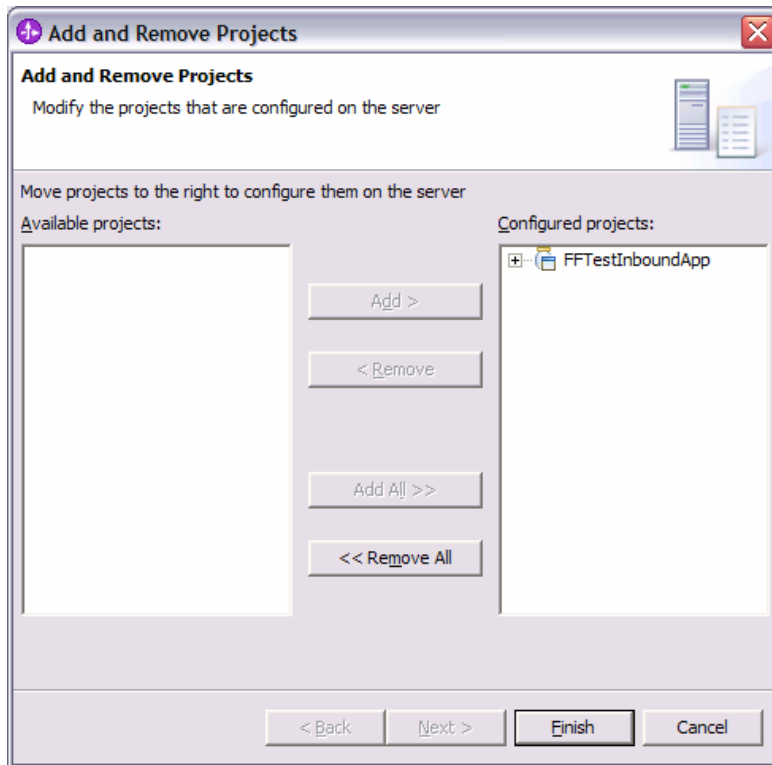 Add and Remove Projects
Add and Remove Projects
Modify the projects that are configured on the server
Move projects to the right to configure them on the server
Available projects:
Configured projects:
FFTestInboundApp
Add >
< Remove
Add All >>
<< Remove All
< Back
Next >
Finish
Cancel